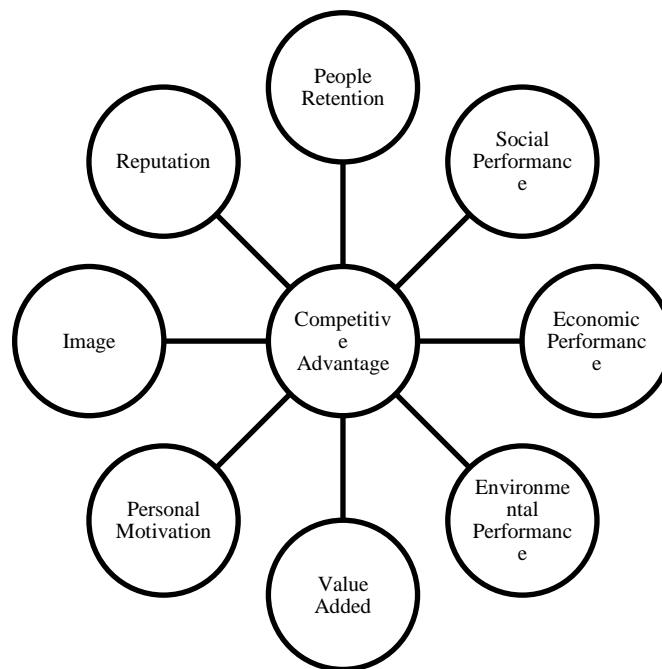 People
Retention
Social
Performanc
e
Reputation
Economic
Performanc
e
Competitiv
e
Advantage
Image
Environme
ntal
Performanc
e
Personal
Motivation
Value
Added